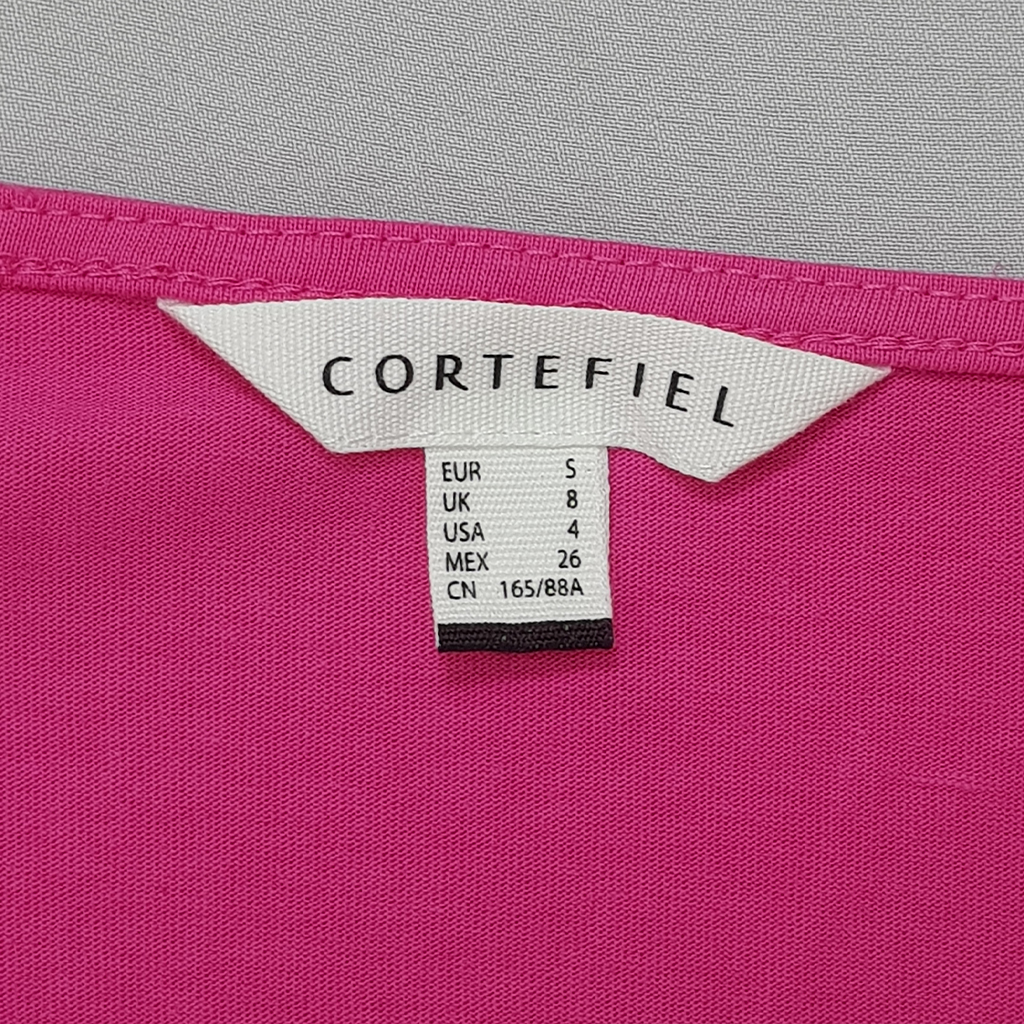 CORTEFIEL
EUR S
UK 8
USA 4
MEX 26
CN 165/88A